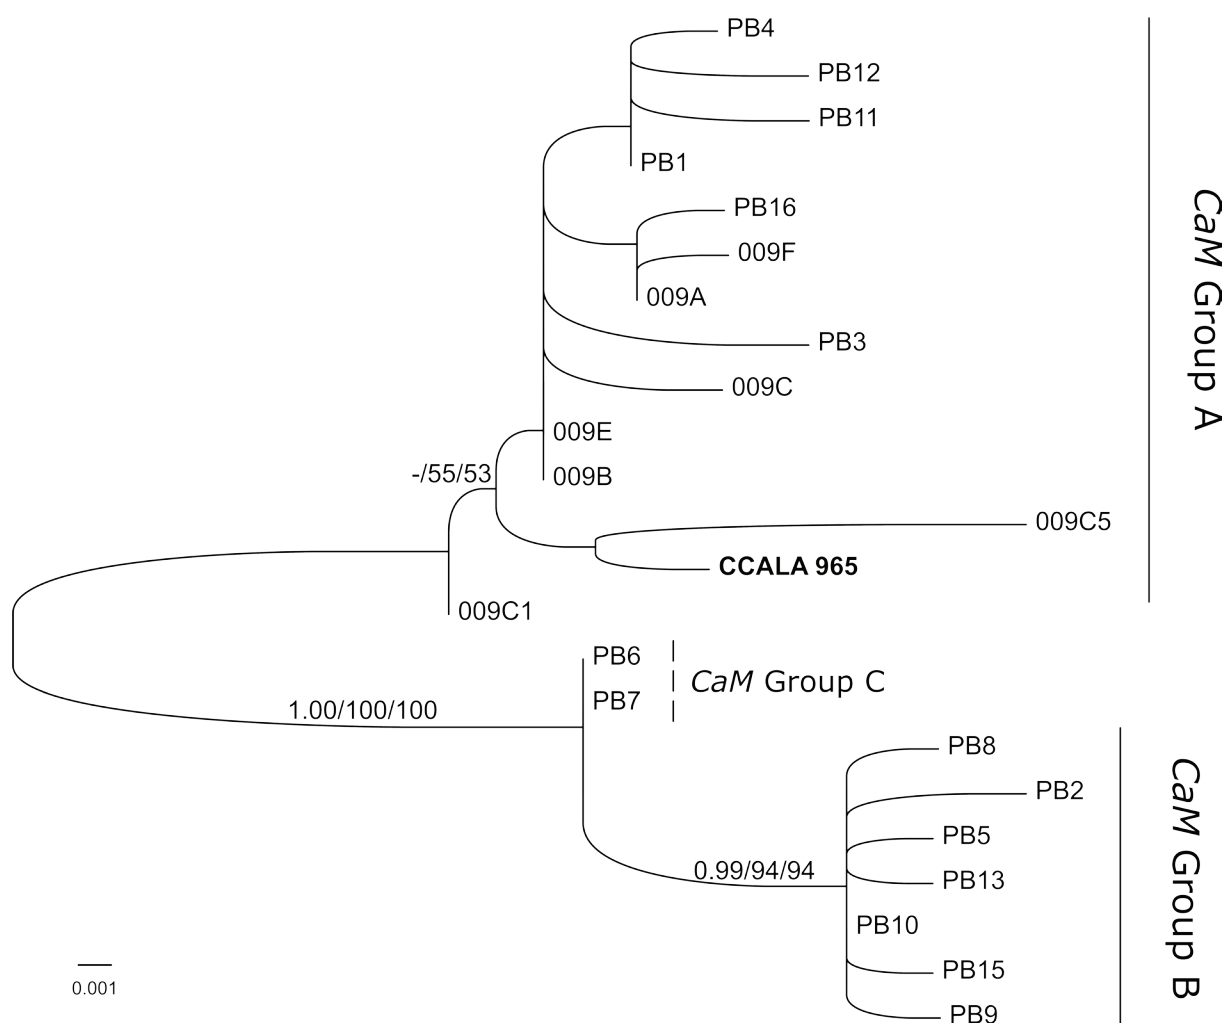 PB4
PB12
PB11
PB1
PB16
009F
009A
PB3
009C
009E
-/55/53
009B
009C5
CCALA 965
009C1
CaM Group A
PB6
CaM Group C
PB7
1.00/100/100
PB8
PB2
PB5
0.99/94/94
PB13
PB10
PB15
PB9
CaM Group B
0.001